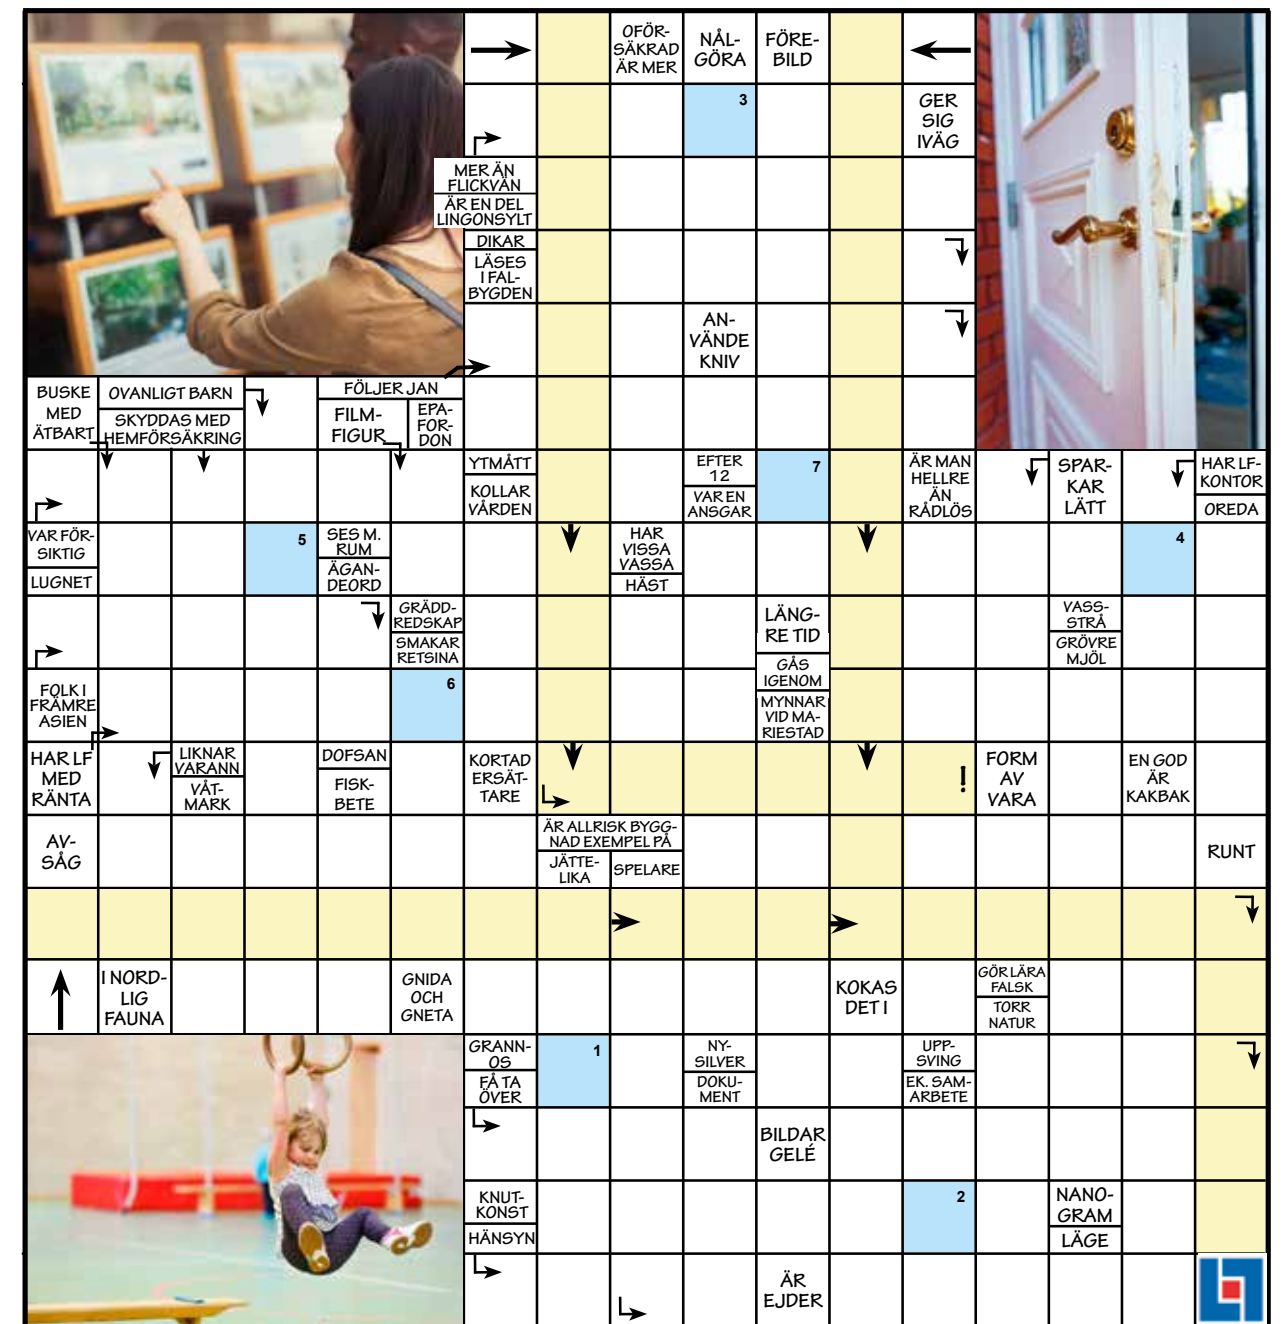 OFÖR-
SÄKRAD
ÄR MER
NÅL-
GÖRA
FÖRE-
BILD
3
GER
SIG
IVÄG
MER ÄN
FLICKVÄN
ÄR EN DEL
LINGONSYLT
DIKAR
LÄSES
I FAL-
BYGDEN
AN-
VÄNDE
KNIV
BUSKE
MED
ÄTBART
OVANLIGT BARN
SKYDDAS MED
HEMFÖRSÄKRING
FÖLJER JAN
FILM-
FIGUR
EPA-
FOR-
DON
YTMÅTT
KOLLAR
VÅRDEN
EFTER
12
VAR EN
ANSGAR
7
ÄR MAN
HELLRE
ÄN
RÅDLÖS
SPAR-
KAR
LÄTT
HAR LF-
KONTOR
OREDA
VAR FÖR-
SIKTIG
LUGNET
5
SES M.
RUM
ÄGAN-
DEORD
HAR
VISSA
VASSA
HÄST
4
GRÄDD-
REDSKAP
SMAKAR
RETSINA
LÄNG-
RE TID
GÅS
IGENOM
MYNNAR
VID MA-
RIESTAD
VASS-
STRÅ
GRÖVRE
MJÖL
FOLK I
FRÄMRE
ASIEN
6
HAR LF
MED
RÄNTA
LIKNAR
VARANN
VÅT-
MARK
DOFSAN
FISK-
BETE
KORTAD
ERSÄT-
TARE
!
FORM
AV
VARA
EN GOD
ÄR
KAKBAK
AV-
SÅG
ÄR ALLRISK BYGG-
NAD EXEMPEL PÅ
JÄTTE-
LIKA
SPELARE
RUNT
I NORD-
LIG
FAUNA
GNIDA
OCH
GNETA
KOKAS
DET I
GÖR LÄRA
FALSK
TORR
NATUR
GRANN-
OS
FÅ TA
ÖVER
1
NY-
SILVER
DOKU-
MENT
UPP-
SVING
EK. SAM-
ARBETE
BILDAR
GELÉ
KNUT-
KONST
HÄNSYN
2
NANO-
GRAM
LÄGE
ÄR
EJDER